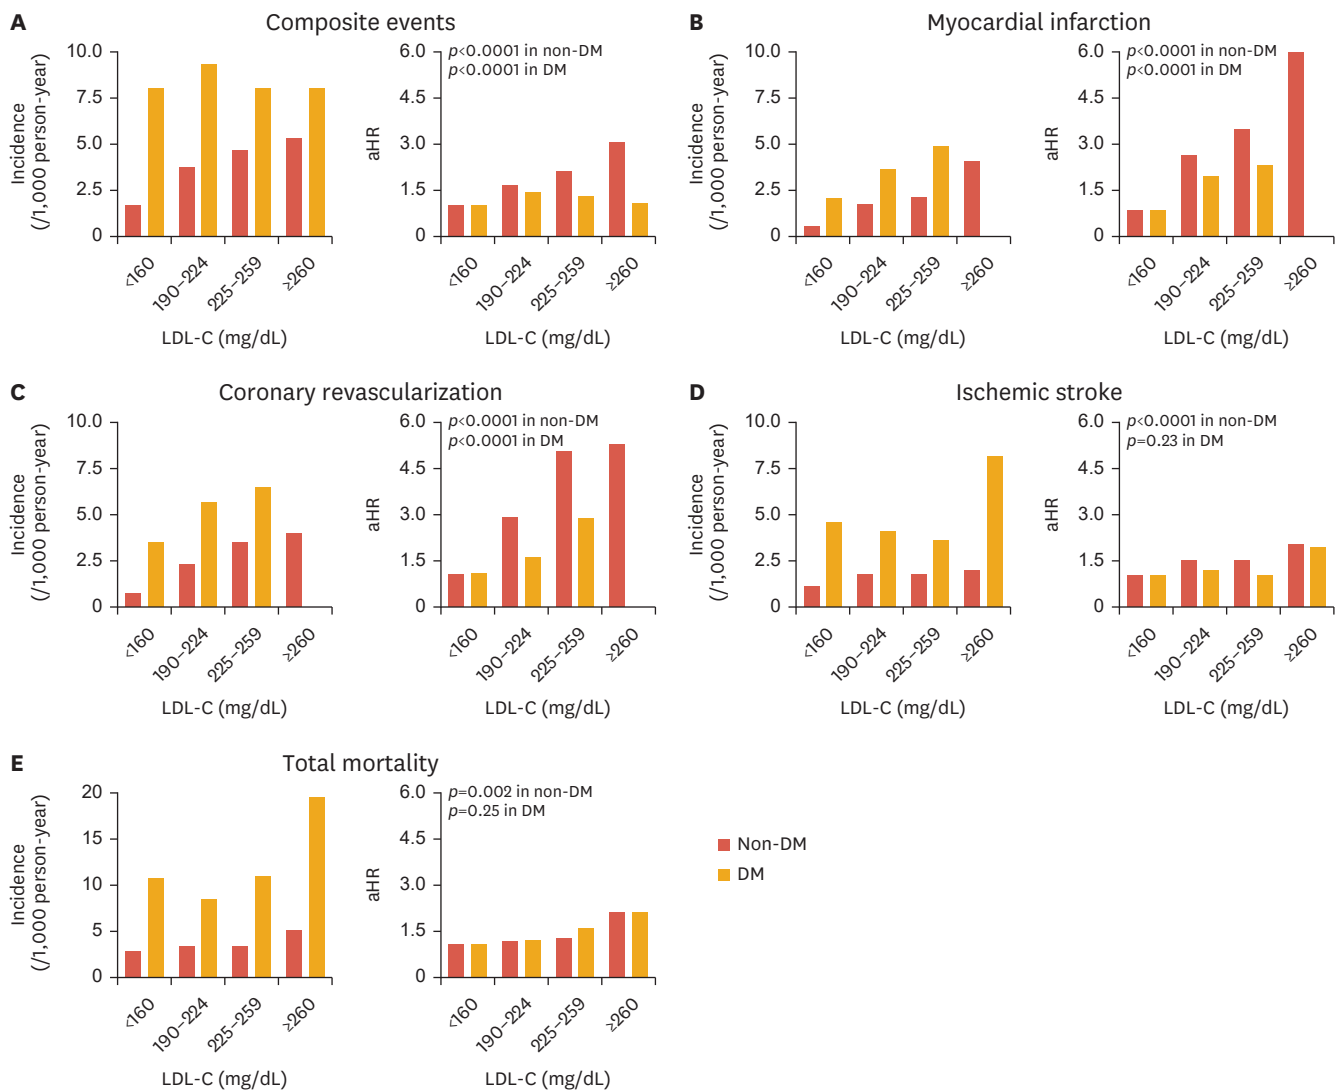 A Composite events
Incidence
(/1,000 person-year)
10.0
7.5
5.0
2.5
0
<160
190–224
225–259
≥260
LDL-C (mg/dL)
aHR
6.0
4.5
3.0
1.5
0
p<0.0001 in non-DM
p<0.0001 in DM
<160
190–224
225–259
≥260
LDL-C (mg/dL)
B Myocardial infarction
Incidence
(/1,000 person-year)
10.0
7.5
5.0
2.5
0
<160
190–224
225–259
≥260
LDL-C (mg/dL)
aHR
6.0
4.5
3.0
1.5
0
p<0.0001 in non-DM
p<0.0001 in DM
<160
190–224
225–259
≥260
LDL-C (mg/dL)
C Coronary revascularization
Incidence
(/1,000 person-year)
10.0
7.5
5.0
2.5
0
<160
190–224
225–259
≥260
LDL-C (mg/dL)
aHR
6.0
4.5
3.0
1.5
0
p<0.0001 in non-DM
p<0.0001 in DM
<160
190–224
225–259
≥260
LDL-C (mg/dL)
D Ischemic stroke
Incidence
(/1,000 person-year)
10.0
7.5
5.0
2.5
0
<160
190–224
225–259
≥260
LDL-C (mg/dL)
aHR
6.0
4.5
3.0
1.5
0
p<0.0001 in non-DM
p=0.23 in DM
<160
190–224
225–259
≥260
LDL-C (mg/dL)
E Total mortality
Incidence
(/1,000 person-year)
20
15
10
5
0
<160
190–224
225–259
≥260
LDL-C (mg/dL)
aHR
6.0
4.5
3.0
1.5
0
p=0.002 in non-DM
p=0.25 in DM
<160
190–224
225–259
≥260
LDL-C (mg/dL)
Non-DM
DM